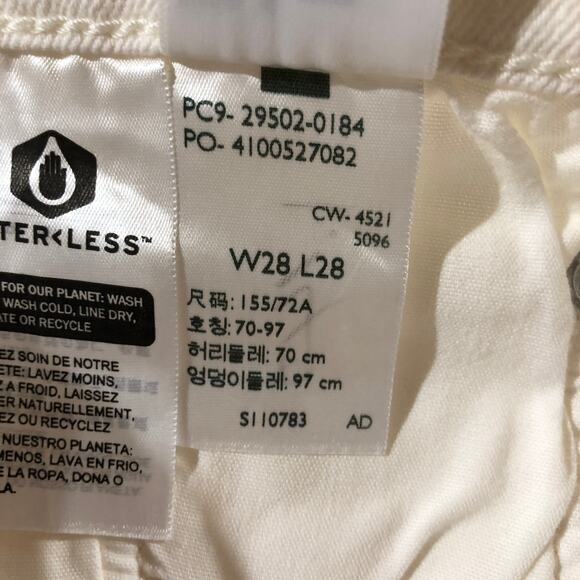 TER<LESS™
FOR OUR PLANET: WASH
WASH COLD, LINE DRY,
ATE OR RECYCLE
EZ SOIN DE NOTRE
ETE: LAVEZ MOINS,
Z A FROID, LAISSEZ
ER NATURELLEMENT,
EZ OU RECYCLEZ
NUESTRO PLANETA:
MENOS, LAVA EN FRIO,
E LA ROPA, DONA O
LA.
PC9- 29502-0184
PO- 4100527082
CW- 4521
5096
W28 L28
尺码: 155/72A
호칭: 70-97
허리둘레: 70 cm
엉덩이둘레: 97 cm
S110783 AD